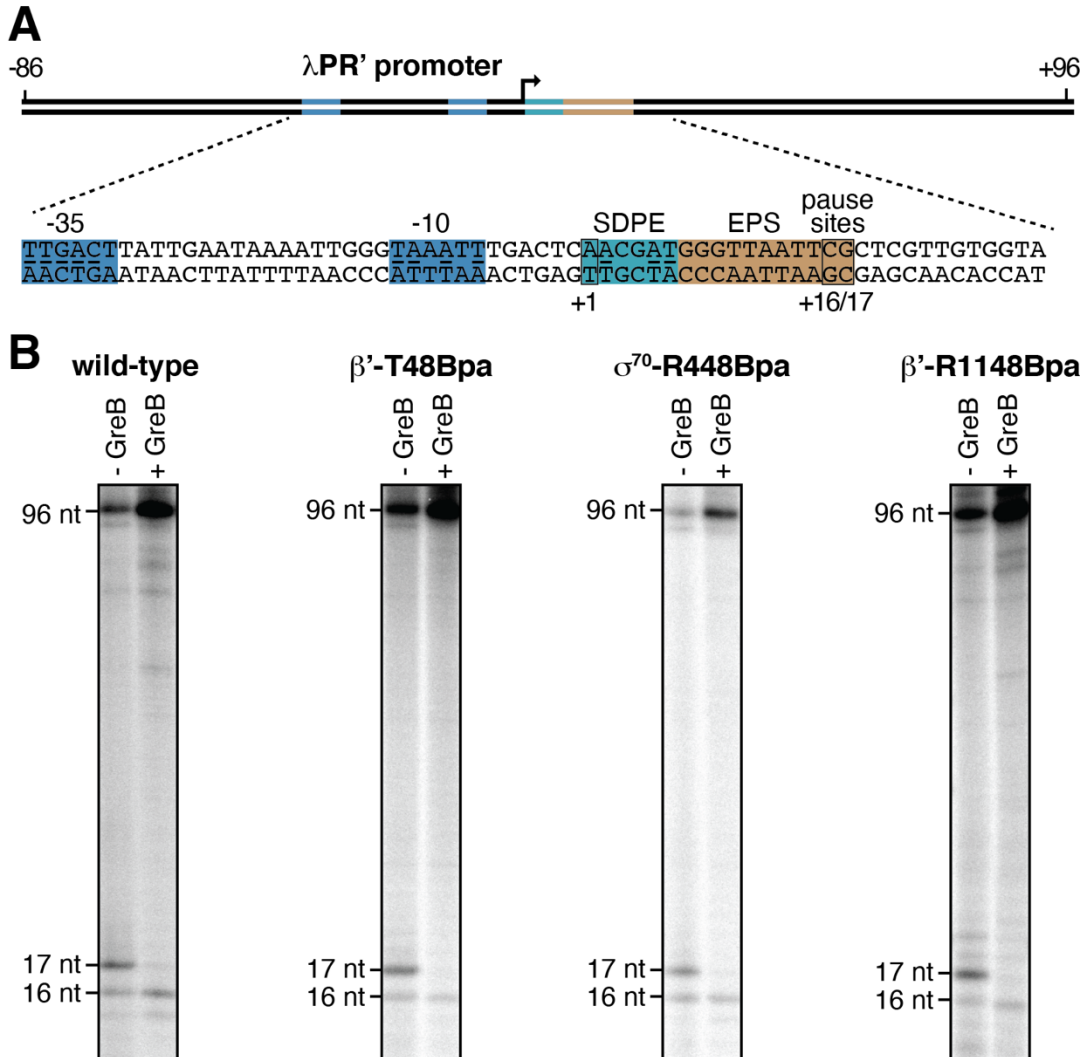 A
λPR' promoter
-86
+96
-35
-10
SDPE
EPS
pause
sites
TTGACTTATTGAATAAAATTGGGTAAATTTGACTCAACGATGGGTTAATTCGCTCGTTGTGGTA
AACTGAATAACTTATTTTAACCCATTTAAACTGAGTTGCTACCCAATTAAGCGAGCAACACCAT
+1
+16/17
B
wild-type
- GreB
+ GreB
96 nt
17 nt
16 nt
β'-T48Bpa
- GreB
+ GreB
96 nt
17 nt
16 nt
σ70-R448Bpa
- GreB
+ GreB
96 nt
17 nt
16 nt
β'-R1148Bpa
- GreB
+ GreB
96 nt
17 nt
16 nt